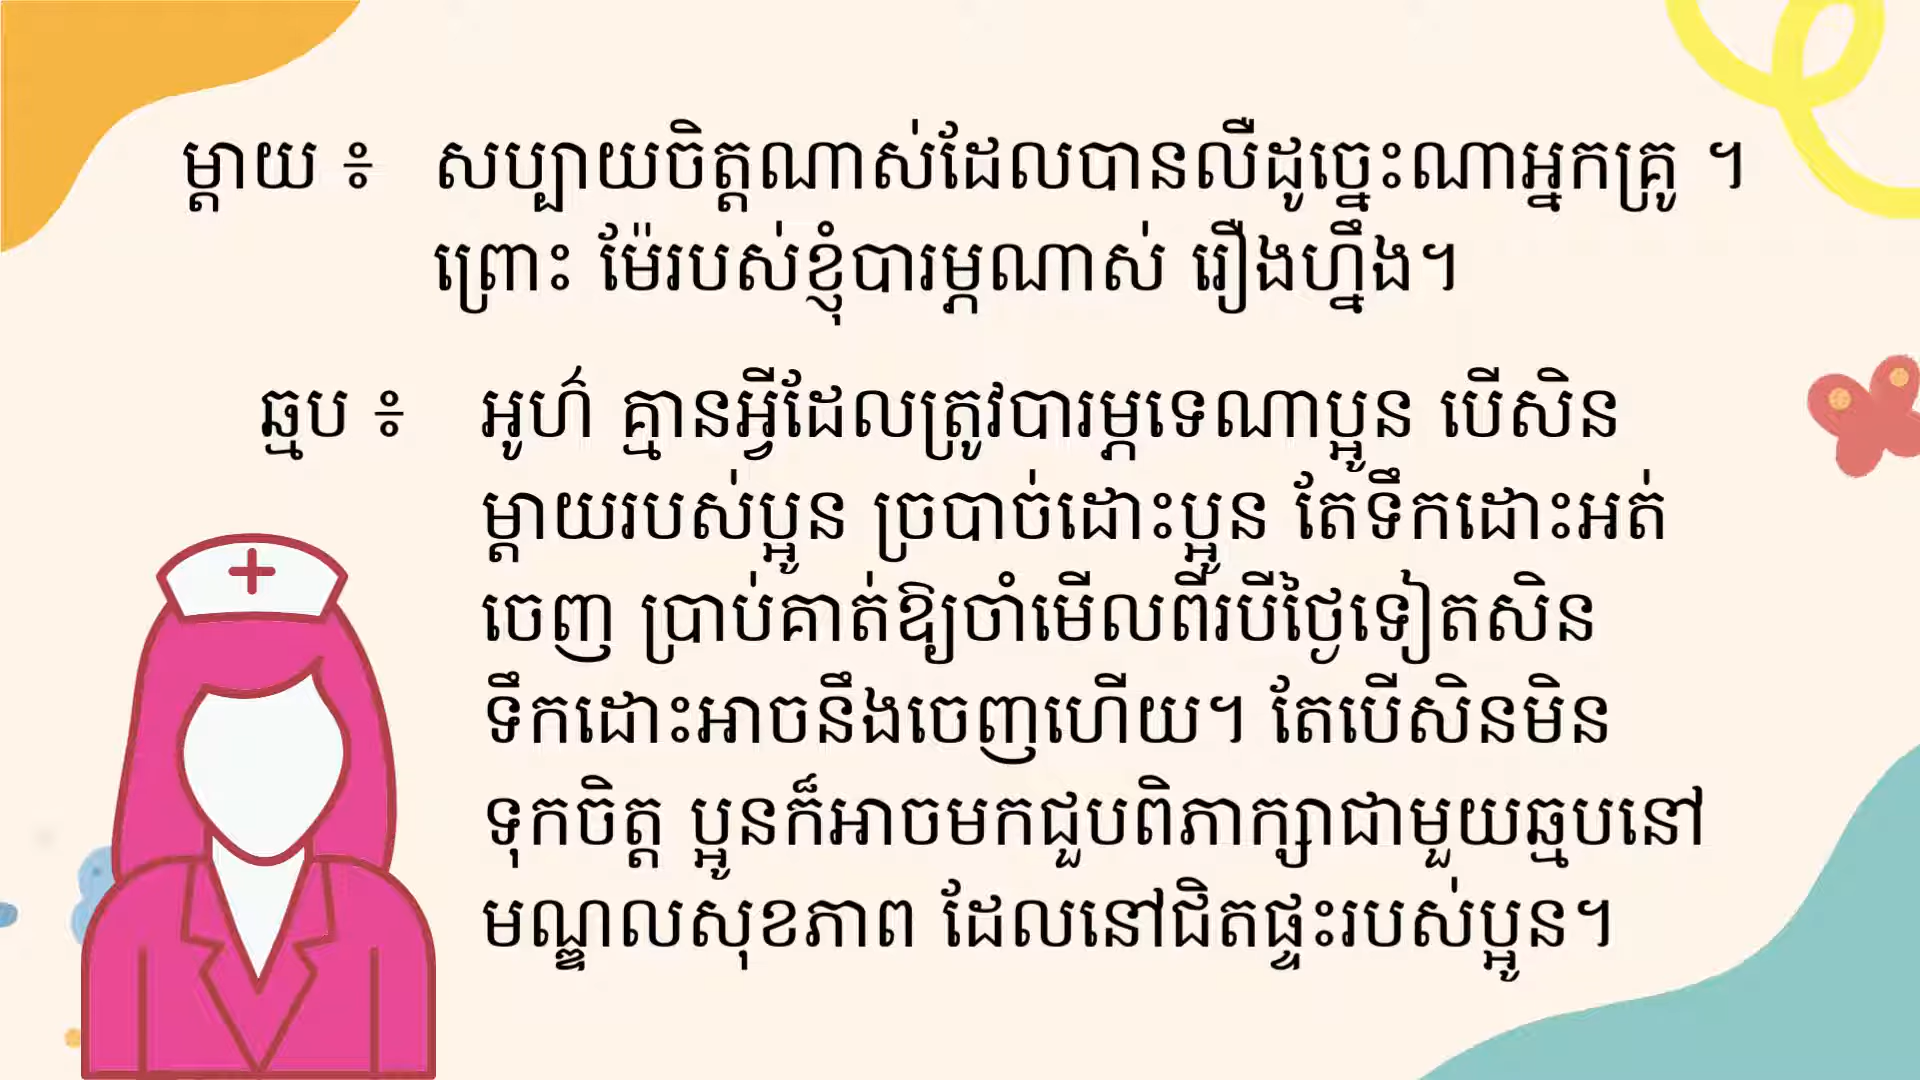 ម្ដាយ ៖ សប្បាយចិត្តណាស់ដែលបានលឺដូច្នេះណាអ្នកគ្រូ ។
ព្រោះ ម៉ែរបស់ខ្ញុំបារម្ភណាស់ រឿងហ្នឹង។
ឆ្មប ៖ អូហ៌ គ្មានអ្វីដែលត្រូវបារម្ភទេណាប្អូន បើសិន
ម្ដាយរបស់ប្អូន ច្របាច់ដោះប្អូន តែទឹកដោះអត់
ចេញ ប្រាប់គាត់ឱ្យចាំមើលពីរបីថ្ងៃទៀតសិន
ទឹកដោះអាចនឹងចេញហើយ។ តែបើសិនមិន
ទុកចិត្ត ប្អូនក៏អាចមកជួបពិភាក្សាជាមួយឆ្មបនៅ
មណ្ឌលសុខភាព ដែលនៅជិតផ្ទះរបស់ប្អូន។